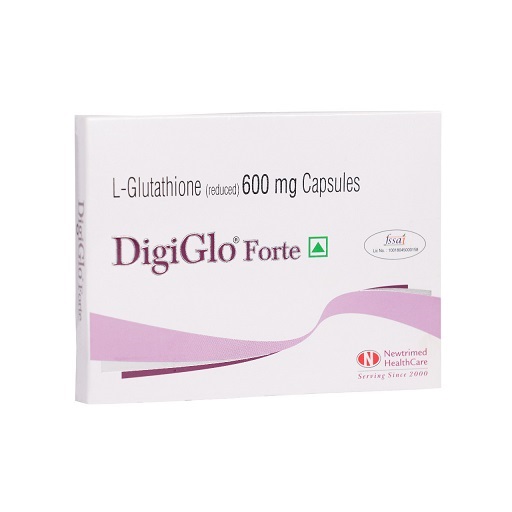 L-Glutathione (reduced) 600 mg Capsules
DigiGlo® Forte
fssai
DigiGlo Forte
N
Newtrimed
HealthCare
Serving Since 2000